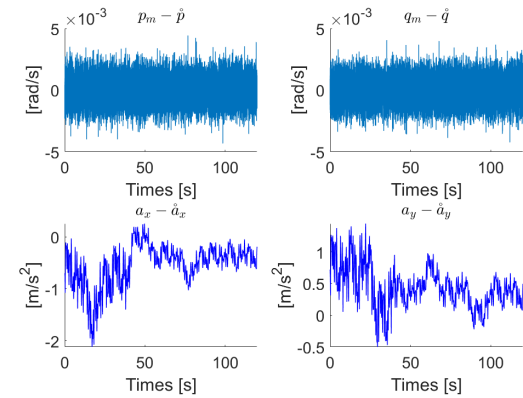 ×10⁻³ p_m − p̊
[rad/s]
5
0
-5
0 50 100
Times [s]
×10⁻³ q_m − q̊
[rad/s]
5
0
-5
0 50 100
Times [s]
a_x − å_x
[m/s²]
0
-1
-2
0 50 100
Times [s]
a_y − å_y
[m/s²]
1
0.5
0
-0.5
0 50 100
Times [s]